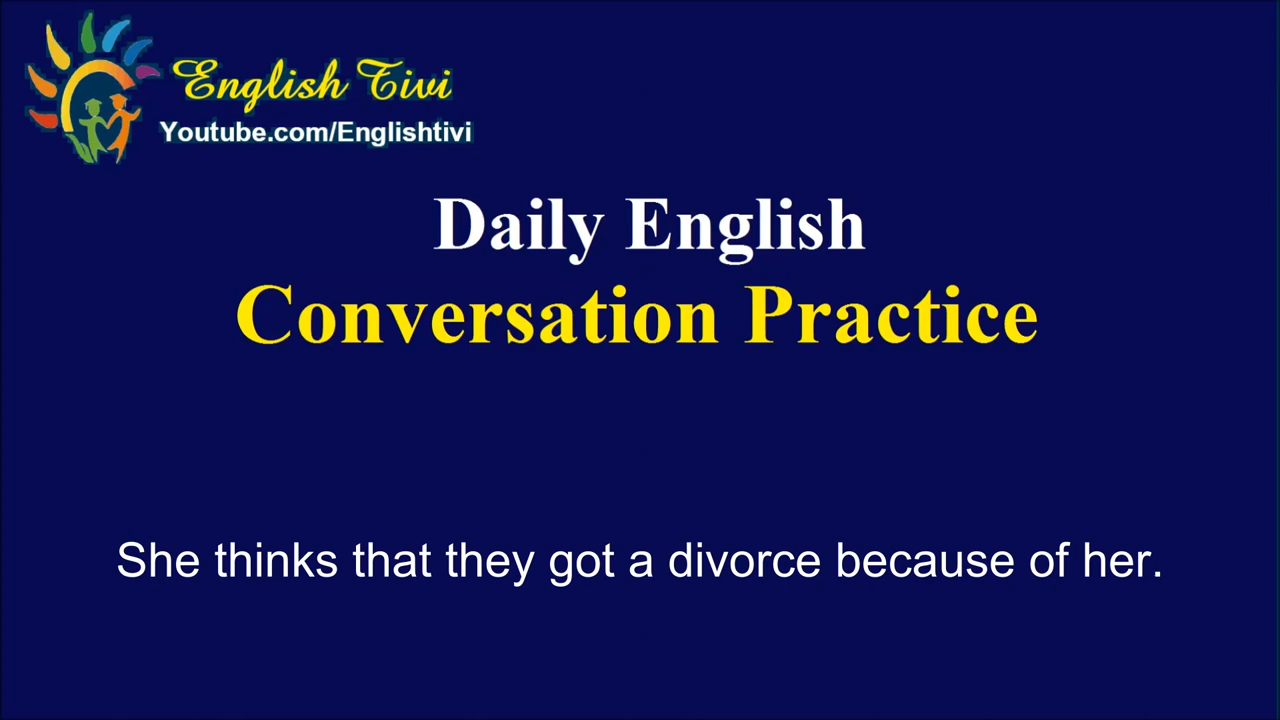 English Tivi
Youtube.com/Englishtivi
Daily English
Conversation Practice
She thinks that they got a divorce because of her.